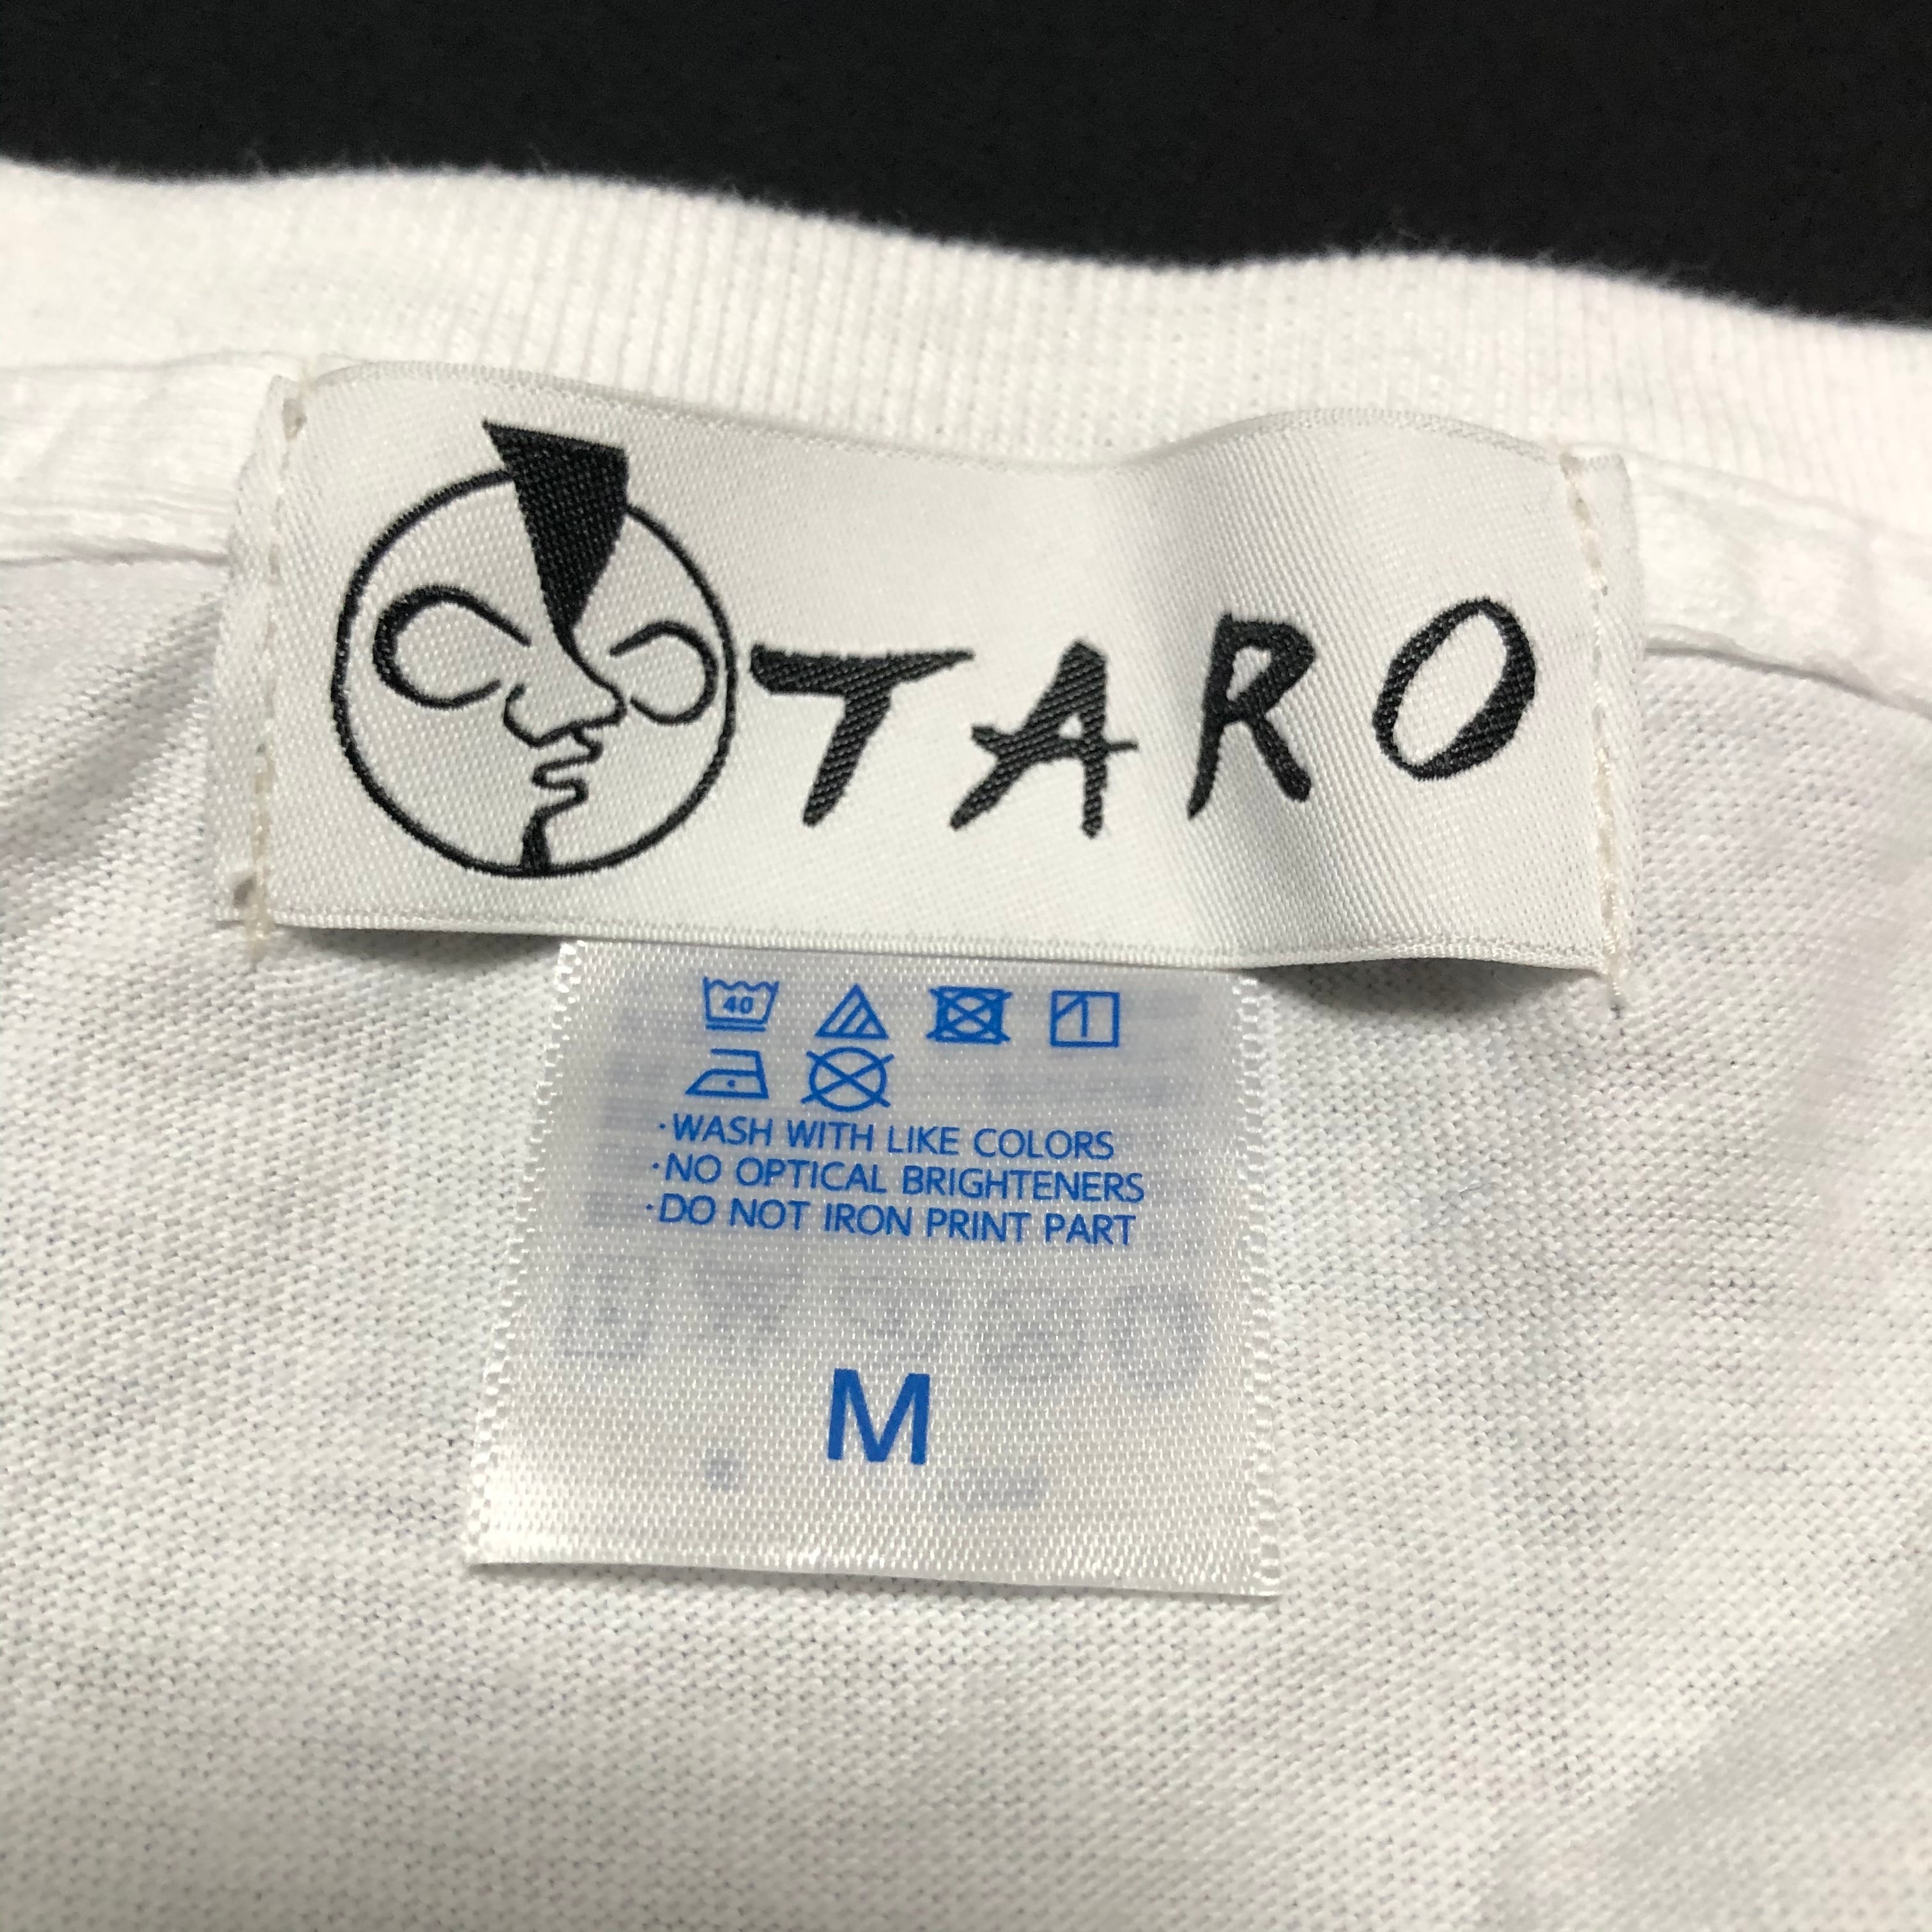 TARO
40
·WASH WITH LIKE COLORS
·NO OPTICAL BRIGHTENERS
·DO NOT IRON PRINT PART
M